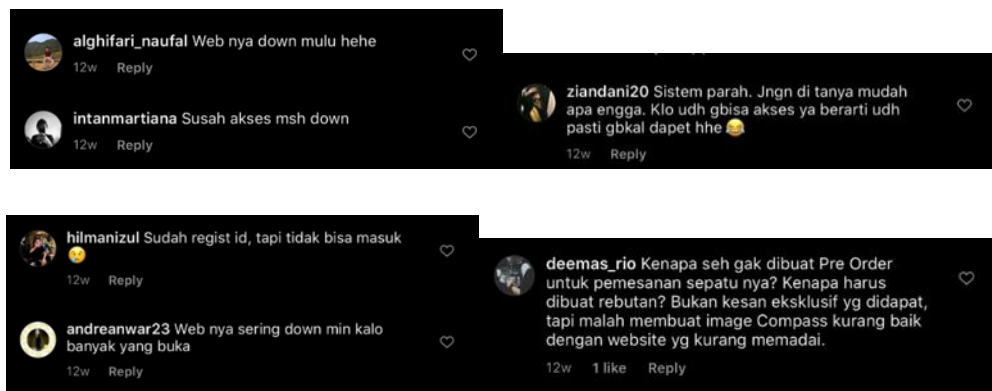 alghifari_naufal Web nya down mulu hehe
12w Reply
intanmartiana Susah akses msh down
12w Reply
ziandani20 Sistem parah. Jngn di tanya mudah
apa engga. Klo udh gbisa akses ya berarti udh
pasti gbkal dapet hhe 😂
12w Reply
hilmanizul Sudah regist id, tapi tidak bisa masuk
😢
12w Reply
andreanwar23 Web nya sering down min kalo
banyak yang buka
12w Reply
deemas_rio Kenapa seh gak dibuat Pre Order
untuk pemesanan sepatu nya? Kenapa harus
dibuat rebutan? Bukan kesan eksklusif yg didapat,
tapi malah membuat image Compass kurang baik
dengan website yg kurang memadai.
12w 1 like Reply